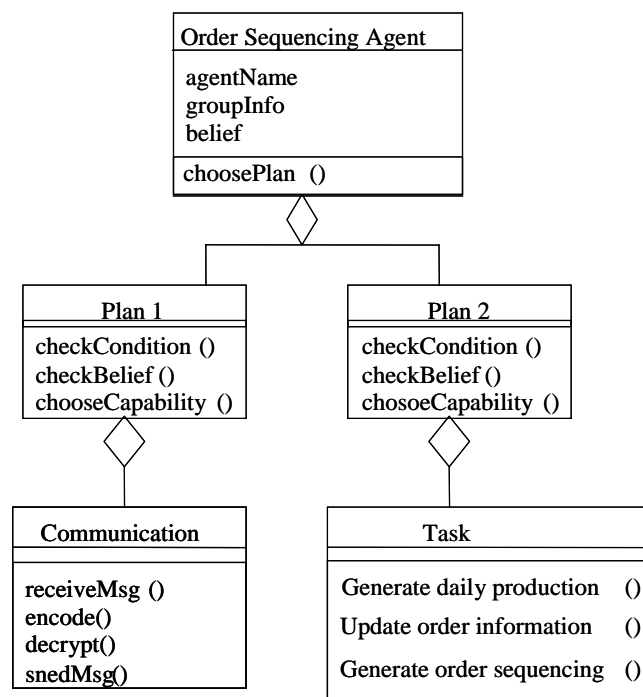 Order Sequencing Agent
agentName
groupInfo
belief
choosePlan ()
Plan 1
checkCondition ()
checkBelief ()
chooseCapability ()
Plan 2
checkCondition ()
checkBelief ()
chosoeCapability ()
Communication
receiveMsg ()
encode()
decrypt()
snedMsg()
Task
Generate daily production ()
Update order information ()
Generate order sequencing ()